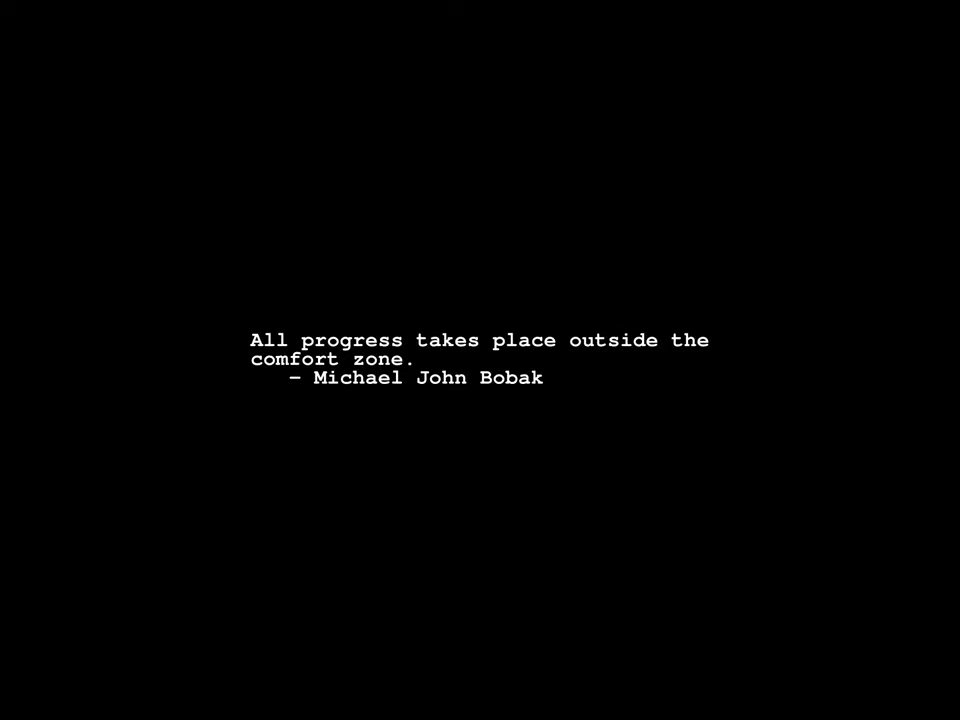 All progress takes place outside the
comfort zone.
– Michael John Bobak